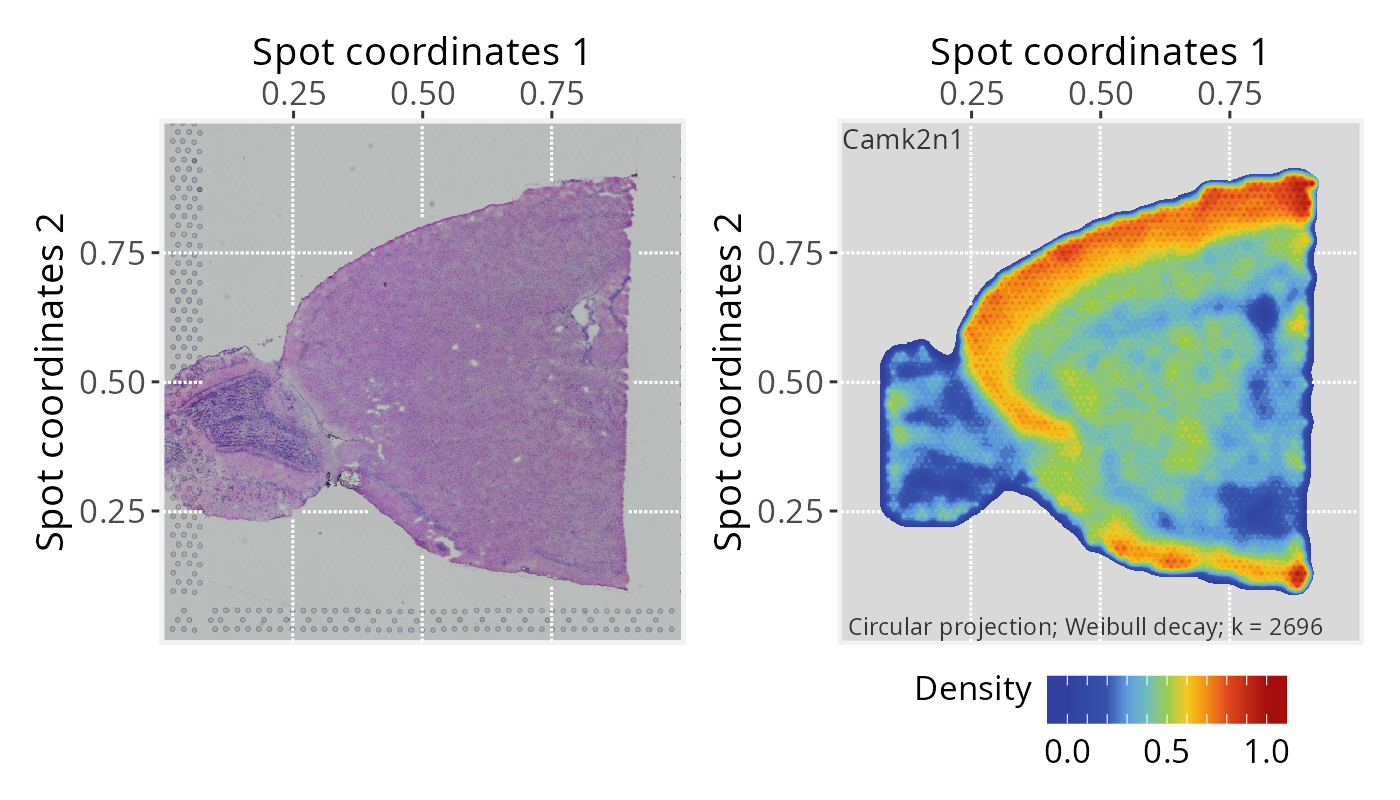 Spot coordinates 1
0.25 0.50 0.75
Spot coordinates 2
0.75
0.50
0.25
Spot coordinates 1
0.25 0.50 0.75
Spot coordinates 2
0.75
0.50
0.25
Camk2n1
Circular projection; Weibull decay; k = 2696
Density
0.0 0.5 1.0